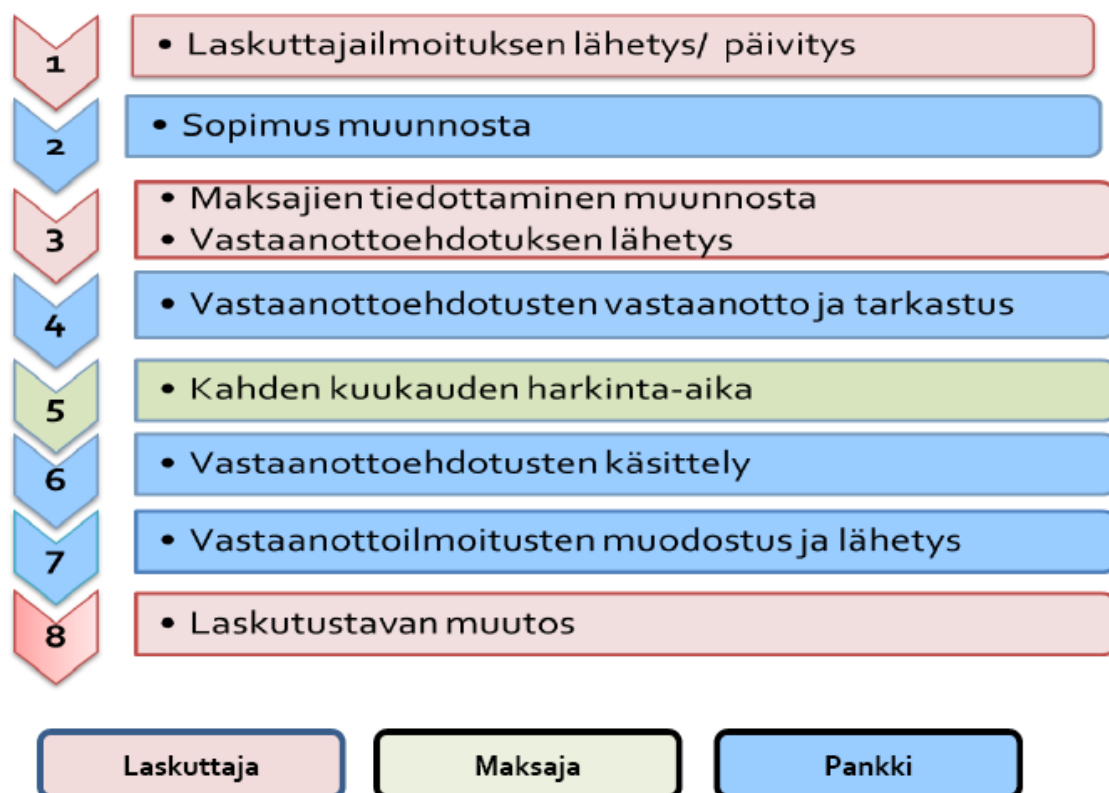 1
• Laskuttajailmoituksen lähetys/ päivitys
2
• Sopimus muunnosta
3
• Maksajien tiedottaminen muunnosta
• Vastaanottoehdotuksen lähetys
4
• Vastaanottoehdotusten vastaanotto ja tarkastus
5
• Kahden kuukauden harkinta-aika
6
• Vastaanottoehdotusten käsittely
7
• Vastaanottoilmoitusten muodostus ja lähetys
8
• Laskutustavan muutos
Laskuttaja
Maksaja
Pankki